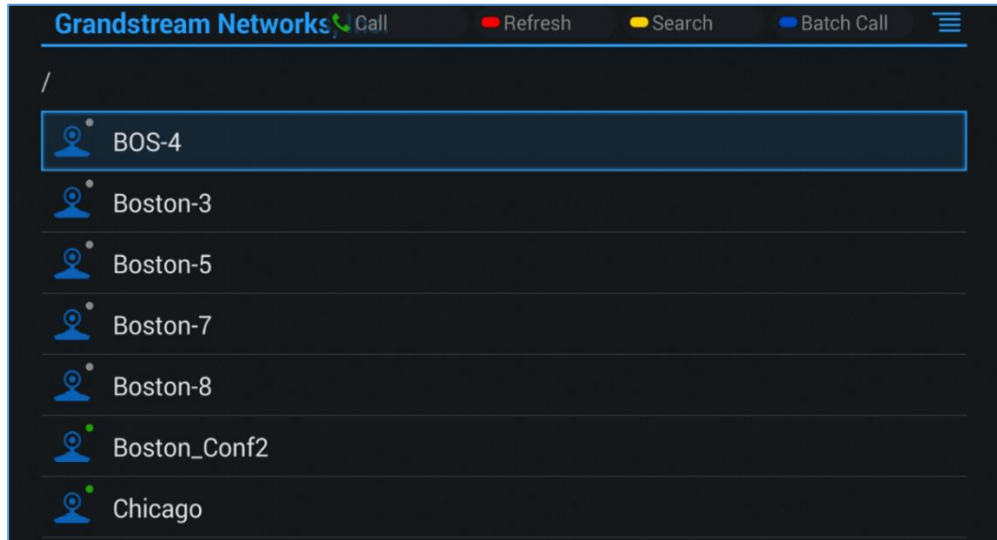 Grandstream Networks Call Refresh Search Batch Call
/
BOS-4
Boston-3
Boston-5
Boston-7
Boston-8
Boston_Conf2
Chicago